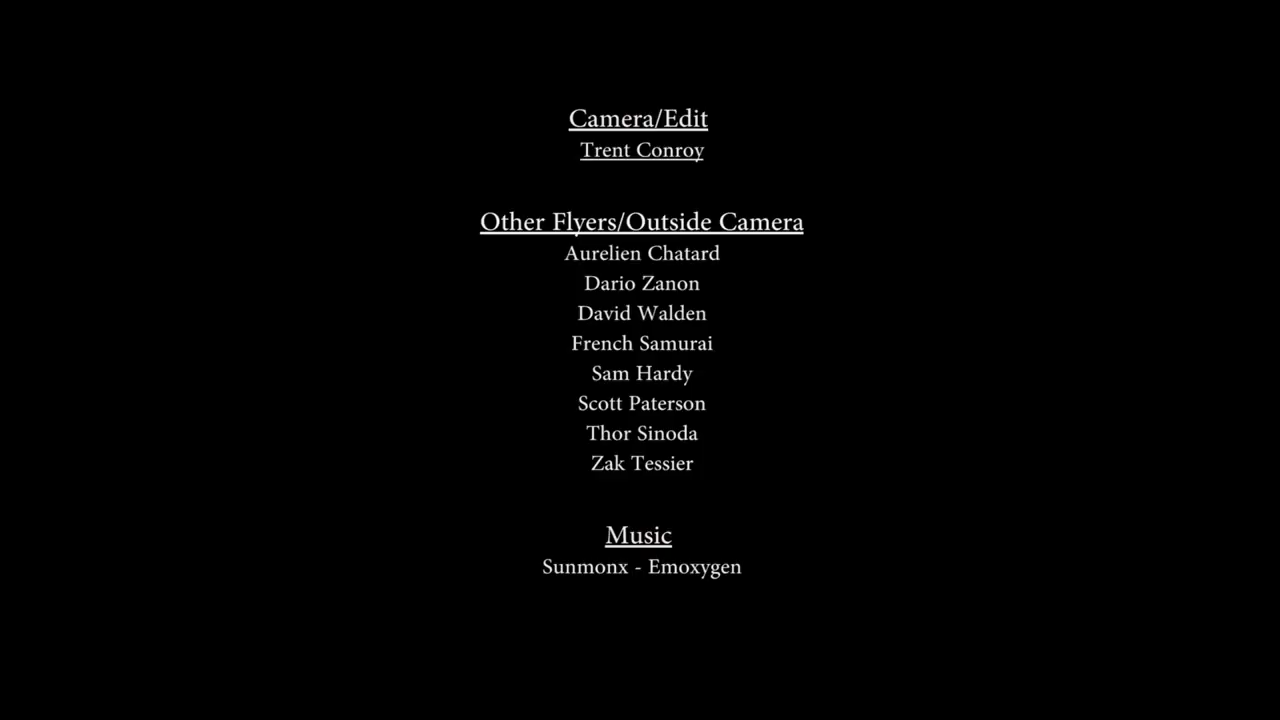 Camera/Edit
Trent Conroy
Other Flyers/Outside Camera
Aurelien Chatard
Dario Zanon
David Walden
French Samurai
Sam Hardy
Scott Paterson
Thor Sinoda
Zak Tessier
Music
Sunmonx - Emoxygen